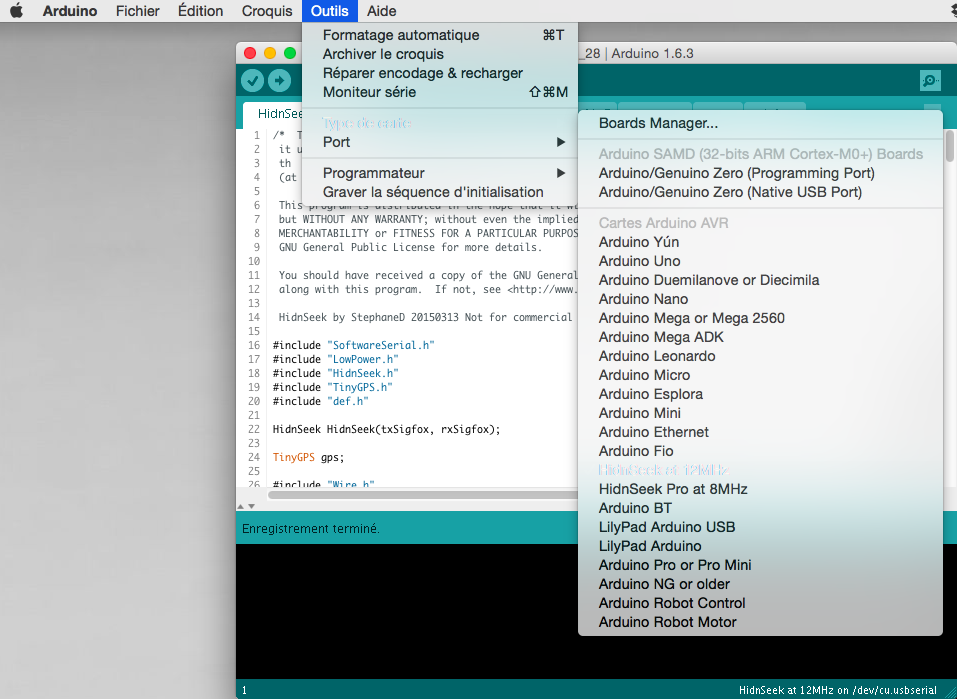 Arduino Fichier Édition Croquis Outils Aide
Formatage automatique ⌘T
Archiver le croquis
Réparer encodage & recharger
Moniteur série ⇧⌘M
Type de carte
Port ▶
Programmateur ▶
Graver la séquence d'initialisation
_28 | Arduino 1.6.3
HidnSee
Boards Manager...
Arduino SAMD (32-bits ARM Cortex-M0+) Boards
Arduino/Genuino Zero (Programming Port)
Arduino/Genuino Zero (Native USB Port)
Cartes Arduino AVR
Arduino Yún
Arduino Uno
Arduino Duemilanove or Diecimila
Arduino Nano
Arduino Mega or Mega 2560
Arduino Mega ADK
Arduino Leonardo
Arduino Micro
Arduino Esplora
Arduino Mini
Arduino Ethernet
Arduino Fio
HidnSeek at 12MHz
HidnSeek Pro at 8MHz
Arduino BT
LilyPad Arduino USB
LilyPad Arduino
Arduino Pro or Pro Mini
Arduino NG or older
Arduino Robot Control
Arduino Robot Motor
1 /* T
2 it u
3 th
4 (at
5
6 This program is distributed in the hope that it wi
7 but WITHOUT ANY WARRANTY; without even the implied
8 MERCHANTABILITY or FITNESS FOR A PARTICULAR PURPOS
9 GNU General Public License for more details.
10
11 You should have received a copy of the GNU General
12 along with this program. If not, see <http://www.
13
14 HidnSeek by StephaneD 20150313 Not for commercial
15
16 #include "SoftwareSerial.h"
17 #include "LowPower.h"
18 #include "HidnSeek.h"
19 #include "TinyGPS.h"
20 #include "def.h"
21
22 HidnSeek HidnSeek(txSigfox, rxSigfox);
23
24 TinyGPS gps;
25
26 #include "Wire.h"
Enregistrement terminé.
1 HidnSeek at 12MHz on /dev/cu.usbserial